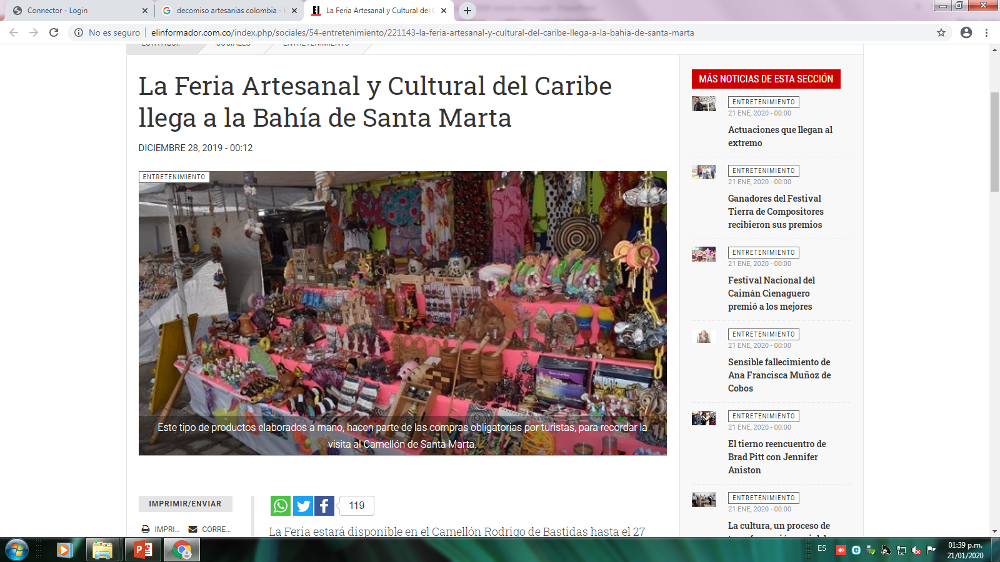 Connector - Login
decomiso artesanias colombia -
La Feria Artesanal y Cultural del
No es seguro
elinformador.com.co/index.php/sociales/54-entretenimiento/221143-la-feria-artesanal-y-cultural-del-caribe-llega-a-la-bahia-de-santa-marta
ESTÁ AQUÍ:
SOCIALES
ENTRETENIMIENTO
La Feria Artesanal y Cultural del Caribe
llega a la Bahía de Santa Marta
DICIEMBRE 28, 2019 - 00:12
ENTRETENIMIENTO
Este tipo de productos elaborados a mano, hacen parte de las compras obligatorias por turistas, para recordar la
visita al Camellón de Santa Marta.
IMPRIMIR/ENVIAR
IMPRI...
CORRE...
119
La Feria estará disponible en el Camellón Rodrigo de Bastidas hasta el 27
MÁS NOTICIAS DE ESTA SECCIÓN
ENTRETENIMIENTO
21 ENE, 2020 - 00:00
Actuaciones que llegan al
extremo
ENTRETENIMIENTO
21 ENE, 2020 - 00:00
Ganadores del Festival
Tierra de Compositores
recibieron sus premios
ENTRETENIMIENTO
21 ENE, 2020 - 00:00
Festival Nacional del
Caimán Cienaguero
premió a los mejores
ENTRETENIMIENTO
21 ENE, 2020 - 00:00
Sensible fallecimiento de
Ana Francisca Muñoz de
Cobos
ENTRETENIMIENTO
21 ENE, 2020 - 00:00
El tierno reencuentro de
Brad Pitt con Jennifer
Aniston
ENTRETENIMIENTO
21 ENE, 2020 - 00:00
La cultura, un proceso de
ES
01:39 p.m.
21/01/2020